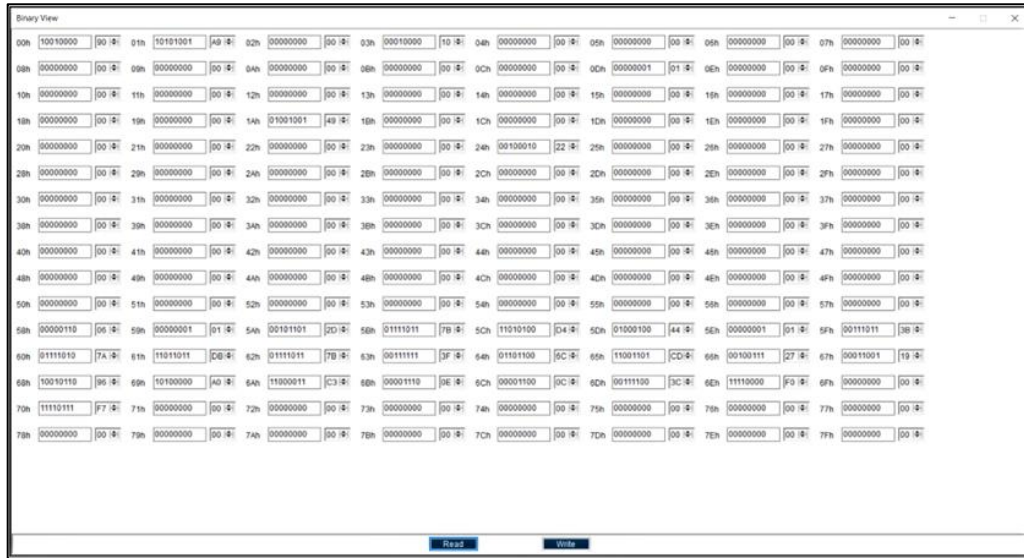 Binary View
00h 10010000 90 01h 10101001 A9 02h 00000000 00 03h 00010000 10 04h 00000000 00 05h 00000000 00 06h 00000000 00 07h 00000000 00
08h 00000000 00 09h 00000000 00 0Ah 00000000 00 0Bh 00000000 00 0Ch 00000000 00 0Dh 00000001 01 0Eh 00000000 00 0Fh 00000000 00
10h 00000000 00 11h 00000000 00 12h 00000000 00 13h 00000000 00 14h 00000000 00 15h 00000000 00 16h 00000000 00 17h 00000000 00
18h 00000000 00 19h 00000000 00 1Ah 01001001 49 1Bh 00000000 00 1Ch 00000000 00 1Dh 00000000 00 1Eh 00000000 00 1Fh 00000000 00
20h 00000000 00 21h 00000000 00 22h 00000000 00 23h 00000000 00 24h 00100010 22 25h 00000000 00 26h 00000000 00 27h 00000000 00
28h 00000000 00 29h 00000000 00 2Ah 00000000 00 2Bh 00000000 00 2Ch 00000000 00 2Dh 00000000 00 2Eh 00000000 00 2Fh 00000000 00
30h 00000000 00 31h 00000000 00 32h 00000000 00 33h 00000000 00 34h 00000000 00 35h 00000000 00 36h 00000000 00 37h 00000000 00
38h 00000000 00 39h 00000000 00 3Ah 00000000 00 3Bh 00000000 00 3Ch 00000000 00 3Dh 00000000 00 3Eh 00000000 00 3Fh 00000000 00
40h 00000000 00 41h 00000000 00 42h 00000000 00 43h 00000000 00 44h 00000000 00 45h 00000000 00 46h 00000000 00 47h 00000000 00
48h 00000000 00 49h 00000000 00 4Ah 00000000 00 4Bh 00000000 00 4Ch 00000000 00 4Dh 00000000 00 4Eh 00000000 00 4Fh 00000000 00
50h 00000000 00 51h 00000000 00 52h 00000000 00 53h 00000000 00 54h 00000000 00 55h 00000000 00 56h 00000000 00 57h 00000000 00
58h 00000110 06 59h 00000001 01 5Ah 00101101 2D 5Bh 01111011 7B 5Ch 11010100 D4 5Dh 01000100 44 5Eh 00000001 01 5Fh 00111011 3B
60h 01111010 7A 61h 11011011 DB 62h 01111011 7B 63h 00111111 3F 64h 01101100 6C 65h 11001101 CD 66h 00100111 27 67h 00011001 19
68h 10010110 96 69h 10100000 A0 6Ah 11000011 C3 6Bh 00001110 0E 6Ch 00001100 0C 6Dh 00111100 3C 6Eh 11110000 F0 6Fh 00000000 00
70h 11110111 F7 71h 00000000 00 72h 00000000 00 73h 00000000 00 74h 00000000 00 75h 00000000 00 76h 00000000 00 77h 00000000 00
78h 00000000 00 79h 00000000 00 7Ah 00000000 00 7Bh 00000000 00 7Ch 00000000 00 7Dh 00000000 00 7Eh 00000000 00 7Fh 00000000 00
Read Write